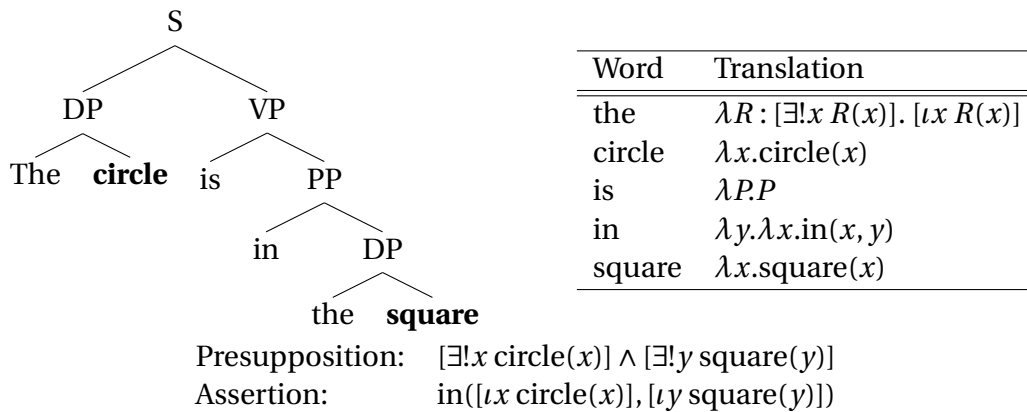 S
DP VP
The circle is PP
in DP
the square
Word Translation
the λR : [∃!x R(x)]. [ιx R(x)]
circle λx.circle(x)
is λP.P
in λy.λx.in(x, y)
square λx.square(x)
Presupposition: [∃!x circle(x)] ∧ [∃!y square(y)]
Assertion: in([ιx circle(x)], [ιy square(y)])